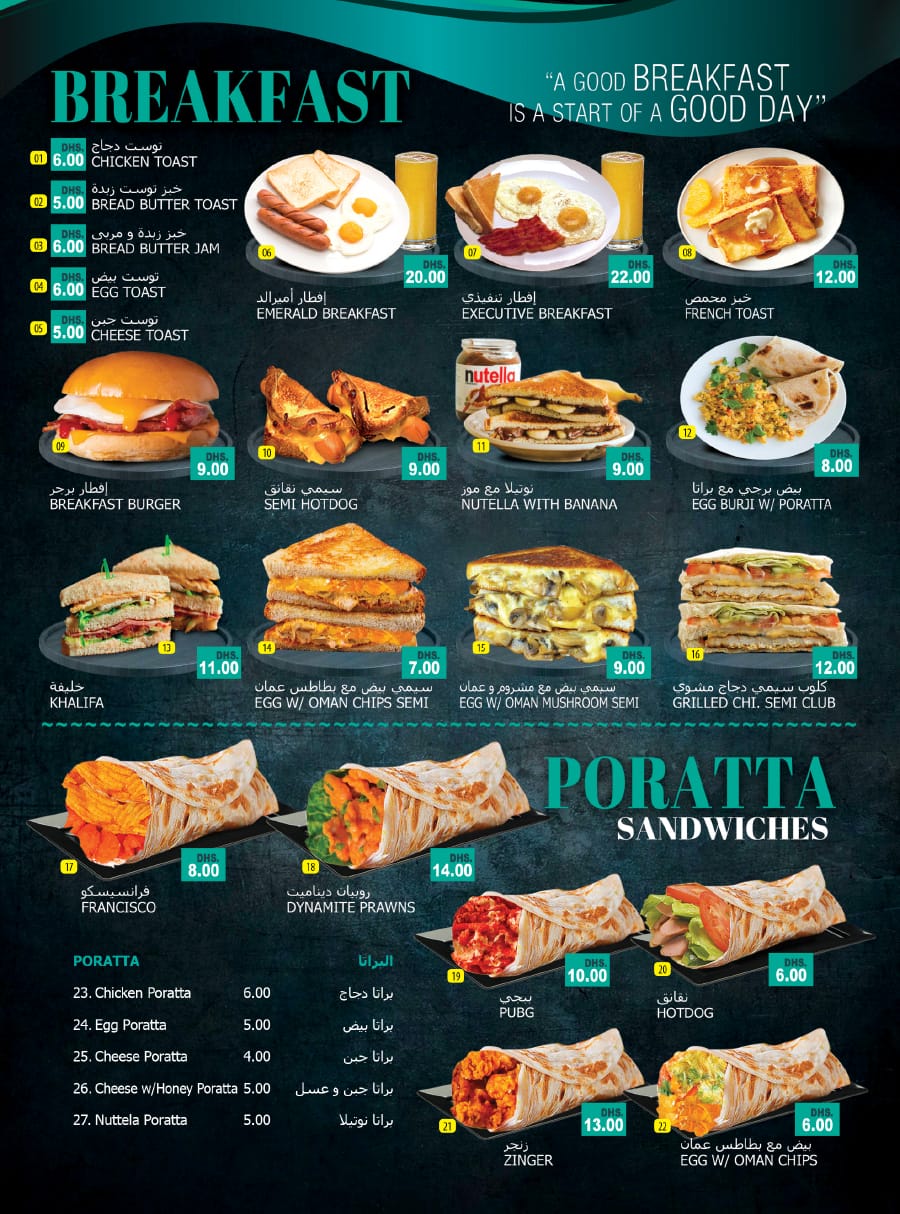 BREAKFAST
“A GOOD BREAKFAST
IS A START OF A GOOD DAY”
01 DHS. 6.00 توست دجاج
CHICKEN TOAST
02 DHS. 5.00 خبز توست زبدة
BREAD BUTTER TOAST
03 DHS. 6.00 خبز زبدة و مربى
BREAD BUTTER JAM
04 DHS. 6.00 توست بيض
EGG TOAST
05 DHS. 5.00 توست جبن
CHEESE TOAST
06
DHS.
20.00
إفطار أميرالد
EMERALD BREAKFAST
07
DHS.
22.00
إفطار تنفيذي
EXECUTIVE BREAKFAST
08
DHS.
12.00
خبز محمص
FRENCH TOAST
09
DHS.
9.00
إفطار برجر
BREAKFAST BURGER
10
DHS.
9.00
سيمي نقانق
SEMI HOTDOG
nutella
11
DHS.
9.00
نوتيلا مع موز
NUTELLA WITH BANANA
12
DHS.
8.00
بيض برجي مع براتا
EGG BURJI W/ PORATTA
13
DHS.
11.00
خليفة
KHALIFA
14
DHS.
7.00
سيمي بيض مع بطاطس عمان
EGG W/ OMAN CHIPS SEMI
15
DHS.
9.00
سيمي بيض مع مشروم و عمان
EGG W/ OMAN MUSHROOM SEMI
16
DHS.
12.00
كلوب سيمي دجاج مشوي
GRILLED CHI. SEMI CLUB
PORATTA
SANDWICHES
17
DHS.
8.00
فرانسيسكو
FRANCISCO
18
DHS.
14.00
روبيان ديناميت
DYNAMITE PRAWNS
19
DHS.
10.00
ببجي
PUBG
20
DHS.
6.00
نقانق
HOTDOG
21
DHS.
13.00
زنجر
ZINGER
22
DHS.
6.00
بيض مع بطاطس عمان
EGG W/ OMAN CHIPS
PORATTA البراتا
23. Chicken Poratta 6.00 براتا دجاج
24. Egg Poratta 5.00 براتا بيض
25. Cheese Poratta 4.00 براتا جبن
26. Cheese w/Honey Poratta 5.00 براتا جبن و عسل
27. Nuttela Poratta 5.00 براتا نوتيلا